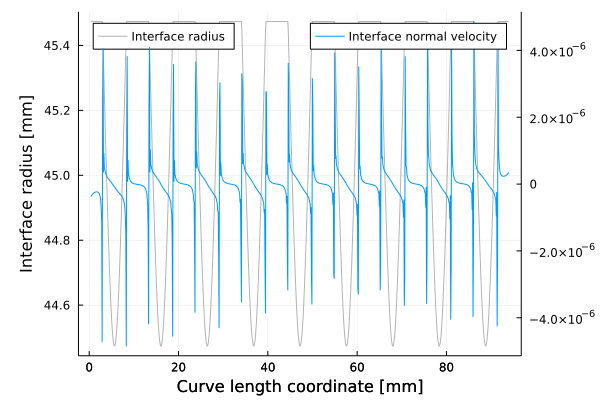 Interface radius
Interface normal velocity
45.4
45.2
45.0
44.8
44.6
4.0×10⁻⁶
2.0×10⁻⁶
0
−2.0×10⁻⁶
−4.0×10⁻⁶
Interface radius [mm]
0 20 40 60 80
Curve length coordinate [mm]